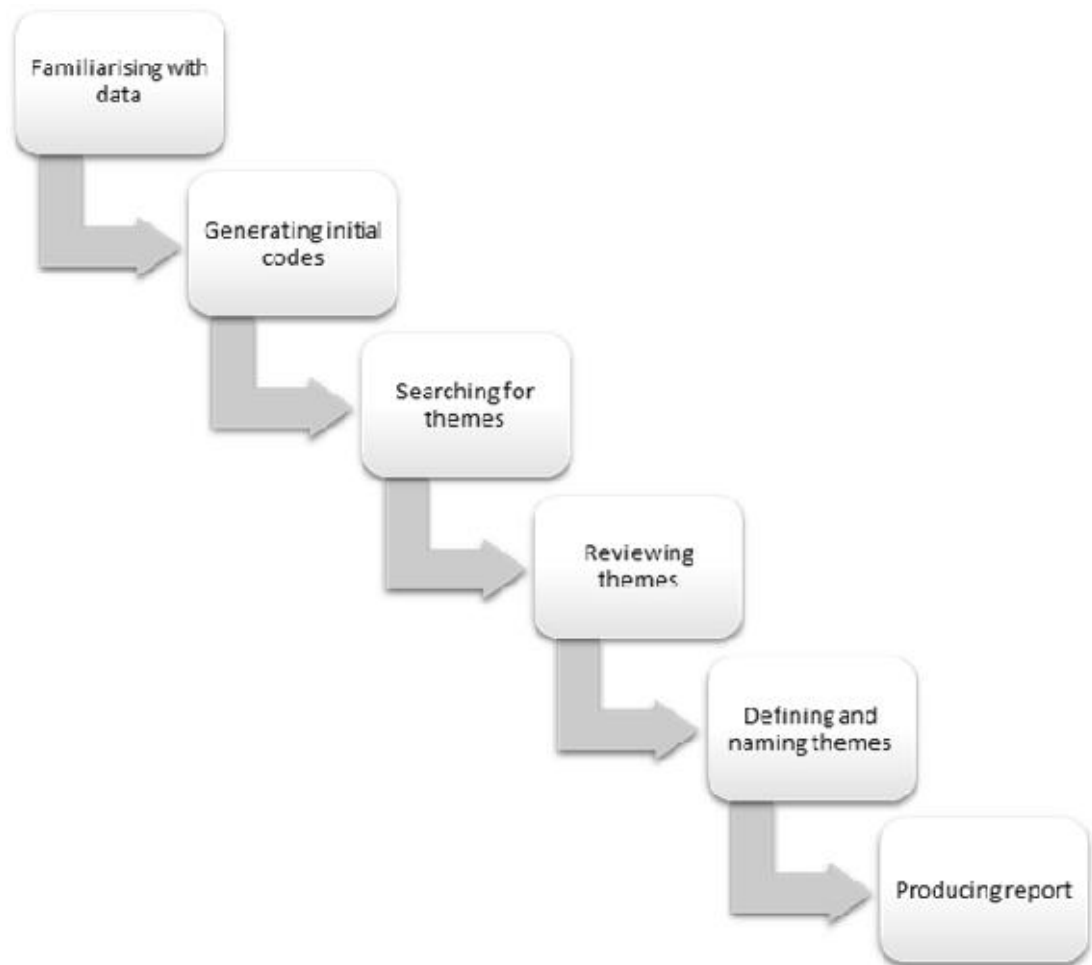 Familiarising with
data
Generating initial
codes
Searching for
themes
Reviewing
themes
Defining and
naming themes
Producing report